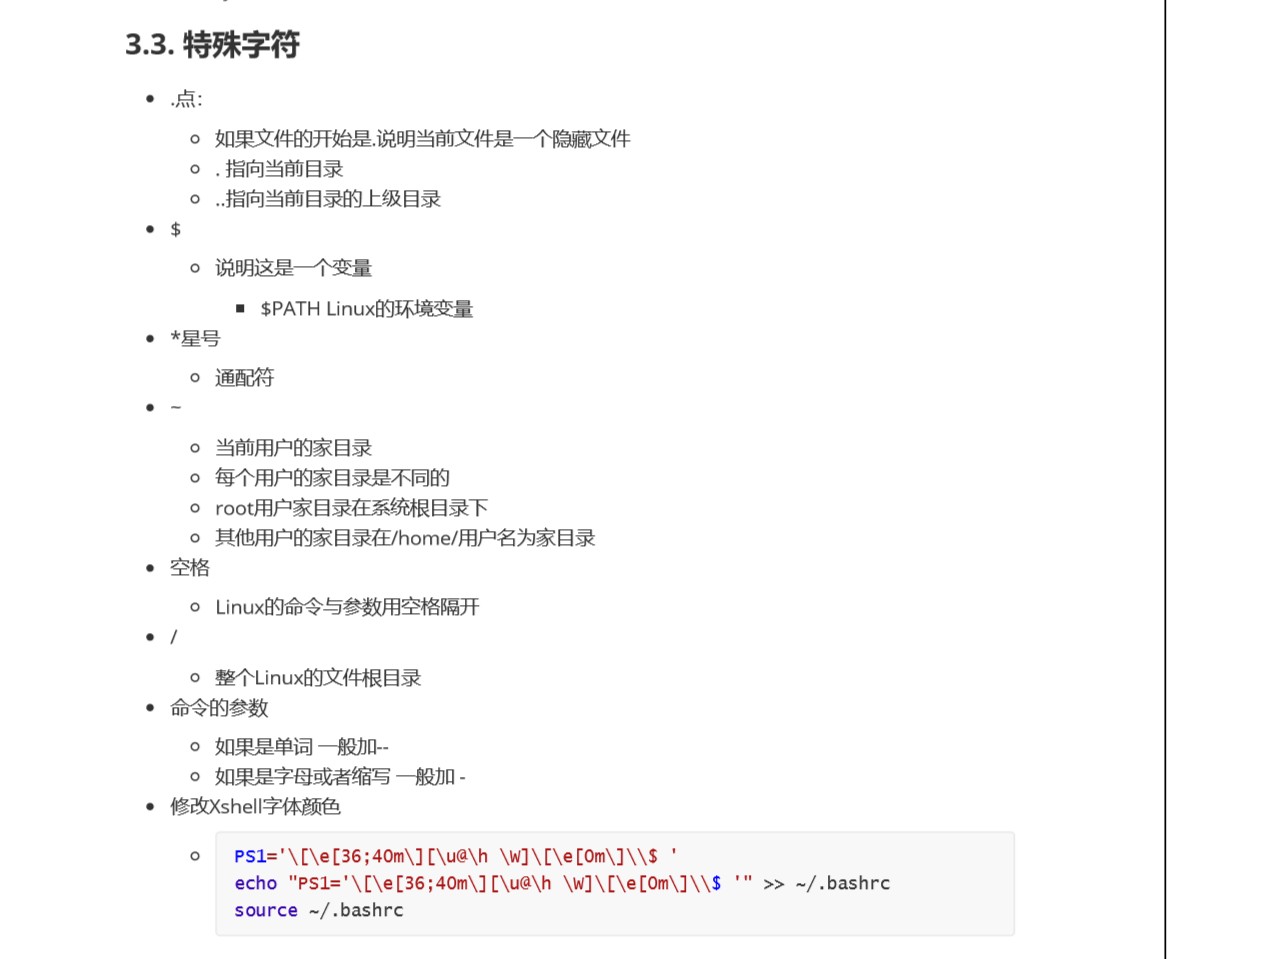 3.3. 特殊字符
.点：
如果文件的开始是.说明当前文件是一个隐藏文件
. 指向当前目录
..指向当前目录的上级目录
$
说明这是一个变量
$PATH Linux的环境变量
*星号
通配符
~
当前用户的家目录
每个用户的家目录是不同的
root用户家目录在系统根目录下
其他用户的家目录在/home/用户名为家目录
空格
Linux的命令与参数用空格隔开
/
整个Linux的文件根目录
命令的参数
如果是单词 一般加--
如果是字母或者缩写 一般加 -
修改Xshell字体颜色
PS1='\[\e[36;40m\][\u@\h \W]\[\e[0m\]\\$ '
echo "PS1='\[\e[36;40m\][\u@\h \W]\[\e[0m\]\\$ '" >> ~/.bashrc
source ~/.bashrc